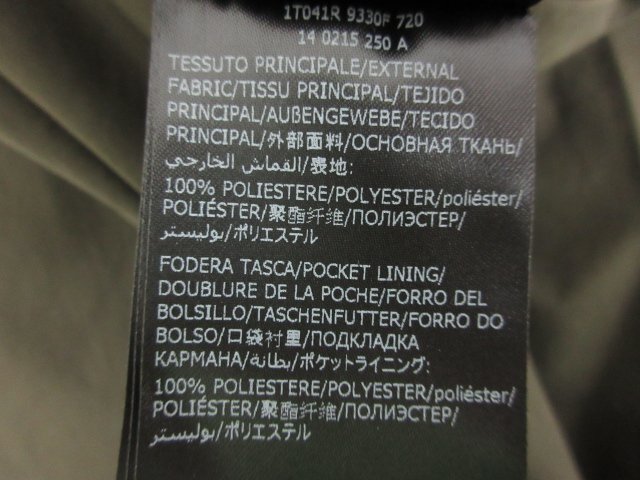 1T041R 9330F 720
14 0215 250 A
TESSUTO PRINCIPALE/EXTERNAL
FABRIC/TISSU PRINCIPAL/TEJIDO
PRINCIPAL/AUßENGEWEBE/TECIDO
PRINCIPAL/外部面料/ОСНОВНАЯ ТКАНЬ/
القماش الخارجي/表地:
100% POLIESTERE/POLYESTER/poliéster/
POLIÉSTER/聚酯纤维/ПОЛИЭСТЕР/
بوليستر/ポリエステル
FODERA TASCA/POCKET LINING/
DOUBLURE DE LA POCHE/FORRO DEL
BOLSILLO/TASCHENFUTTER/FORRO DO
BOLSO/口袋衬里/ПОДКЛАДКА
КАРМАНА/بطانة/ポケットライニング:
100% POLIESTERE/POLYESTER/poliéster/
POLIÉSTER/聚酯纤维/ПОЛИЭСТЕР/
بوليستر/ポリエステル